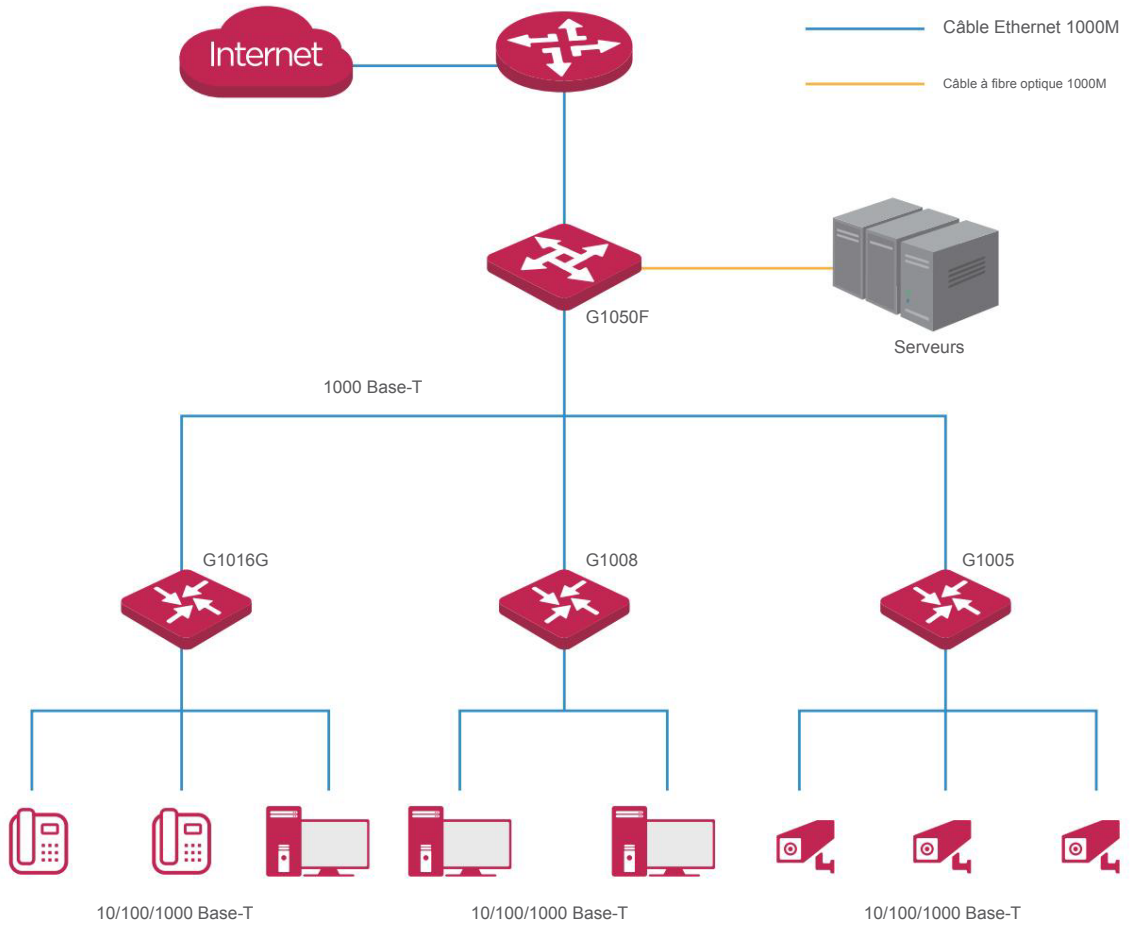 Internet
Câble Ethernet 1000M
Câble à fibre optique 1000M
G1050F
Serveurs
1000 Base-T
G1016G
G1008
G1005
10/100/1000 Base-T
10/100/1000 Base-T
10/100/1000 Base-T